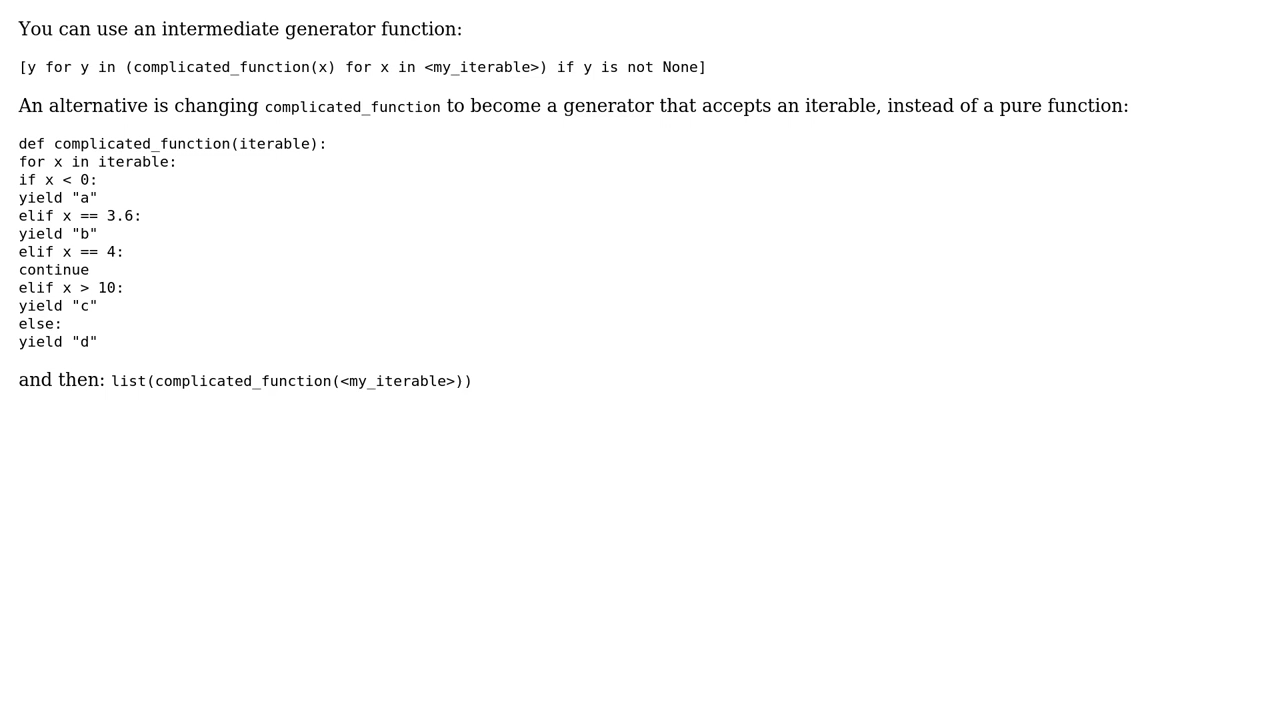 You can use an intermediate generator function:
[y for y in (complicated_function(x) for x in <my_iterable>) if y is not None]
An alternative is changing complicated_function to become a generator that accepts an iterable, instead of a pure function:
def complicated_function(iterable):
for x in iterable:
if x < 0:
yield "a"
elif x == 3.6:
yield "b"
elif x == 4:
continue
elif x > 10:
yield "c"
else:
yield "d"
and then: list(complicated_function(<my_iterable>))